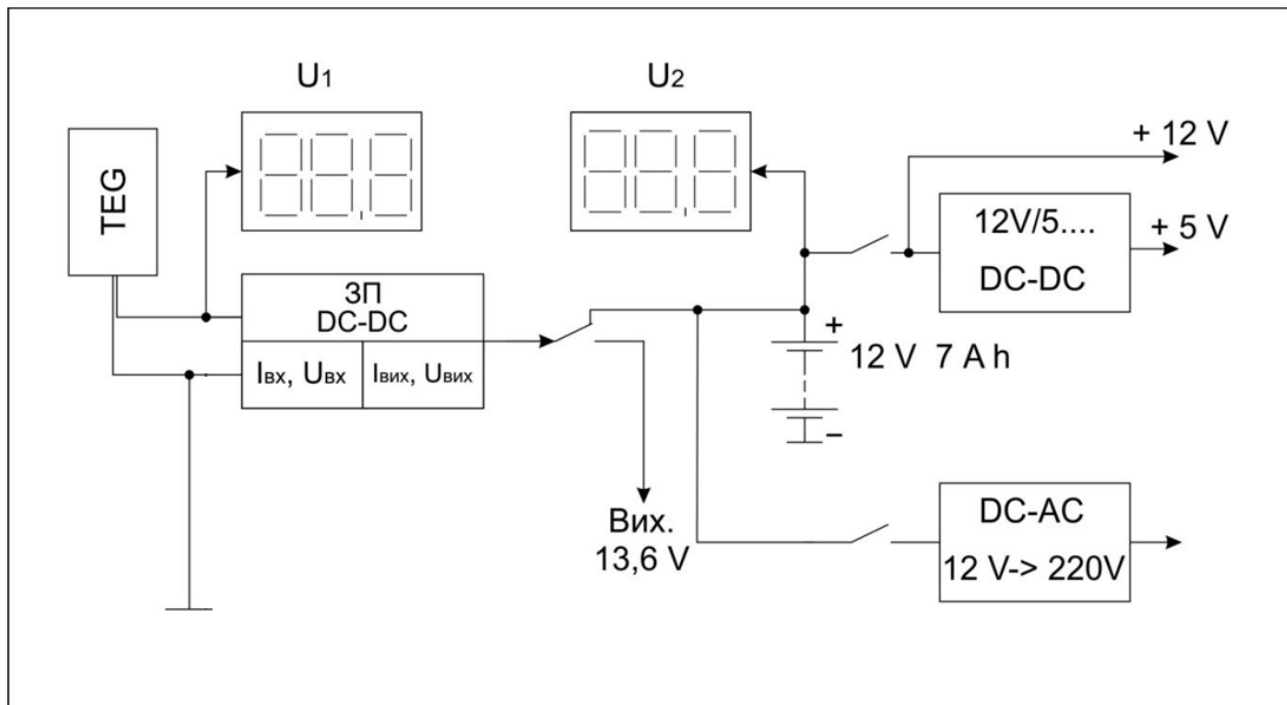 U1
U2
TEG
+ 12 V
12V/5....
DC-DC
+ 5 V
ЗП
DC-DC
Iвх, Uвх
Iвих, Uвих
+
12 V 7 A h
−
Вих.
13,6 V
DC-AC
12 V-> 220V